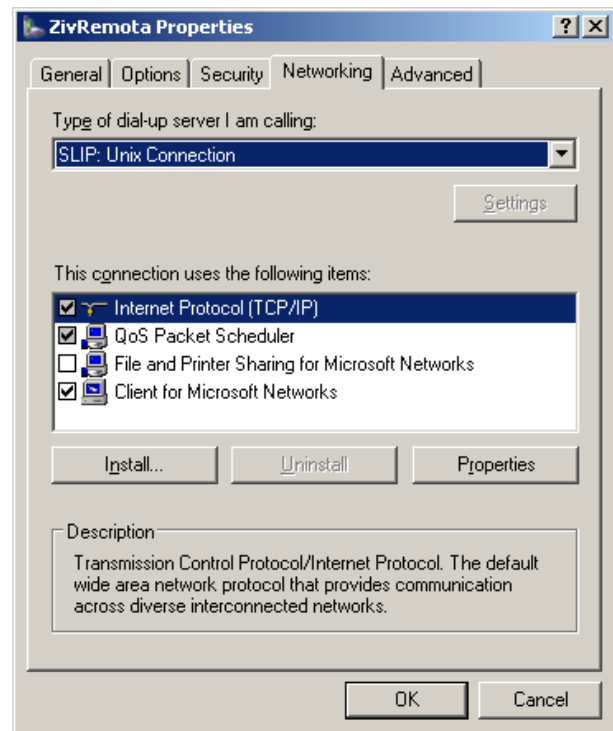 ZivRemota Properties
General Options Security Networking Advanced
Type of dial-up server I am calling:
SLIP: Unix Connection
Settings
This connection uses the following items:
Internet Protocol (TCP/IP)
QoS Packet Scheduler
File and Printer Sharing for Microsoft Networks
Client for Microsoft Networks
Install... Uninstall Properties
Description
Transmission Control Protocol/Internet Protocol. The default
wide area network protocol that provides communication
across diverse interconnected networks.
OK Cancel